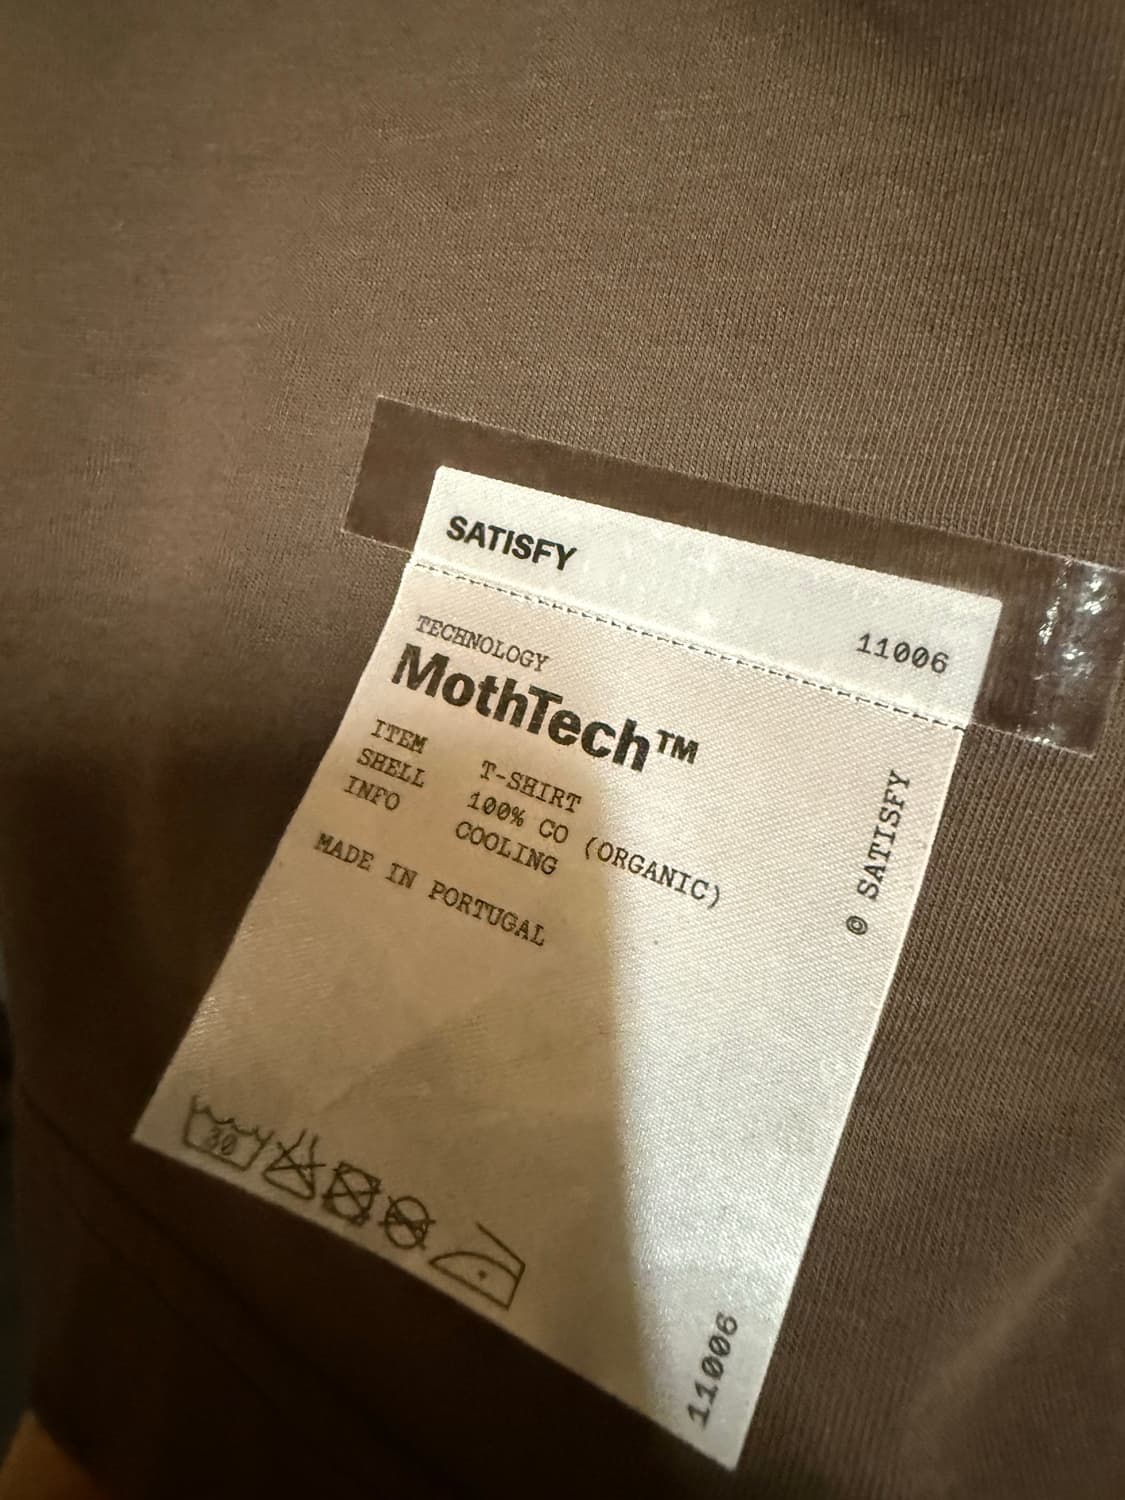 SATISFY
11006
TECHNOLOGY
MothTech™
ITEM T-SHIRT
SHELL 100% CO (ORGANIC)
INFO COOLING
MADE IN PORTUGAL
© SATISFY
30
11006